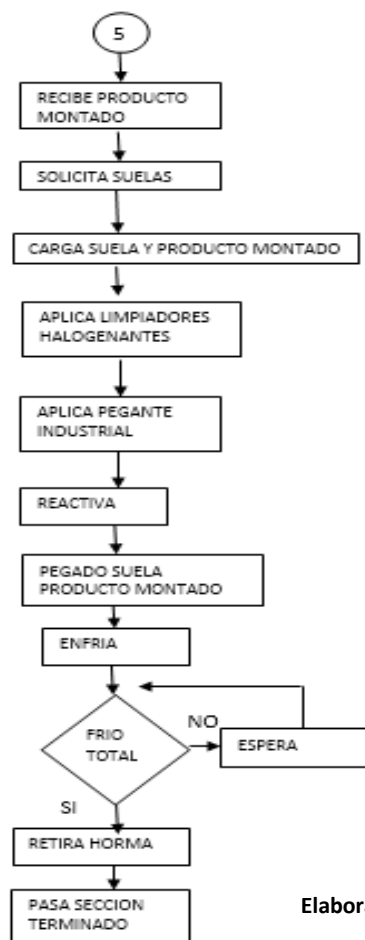 5
RECIBE PRODUCTO
MONTADO
SOLICITA SUELAS
CARGA SUELA Y PRODUCTO MONTADO
APLICA LIMPIADORES
HALOGENANTES
APLICA PEGANTE
INDUSTRIAL
REACTIVA
PEGADO SUELA
PRODUCTO MONTADO
ENFRIA
FRIO
TOTAL
NO
ESPERA
SI
RETIRA HORMA
PASA SECCION
TERMINADO
Elabora